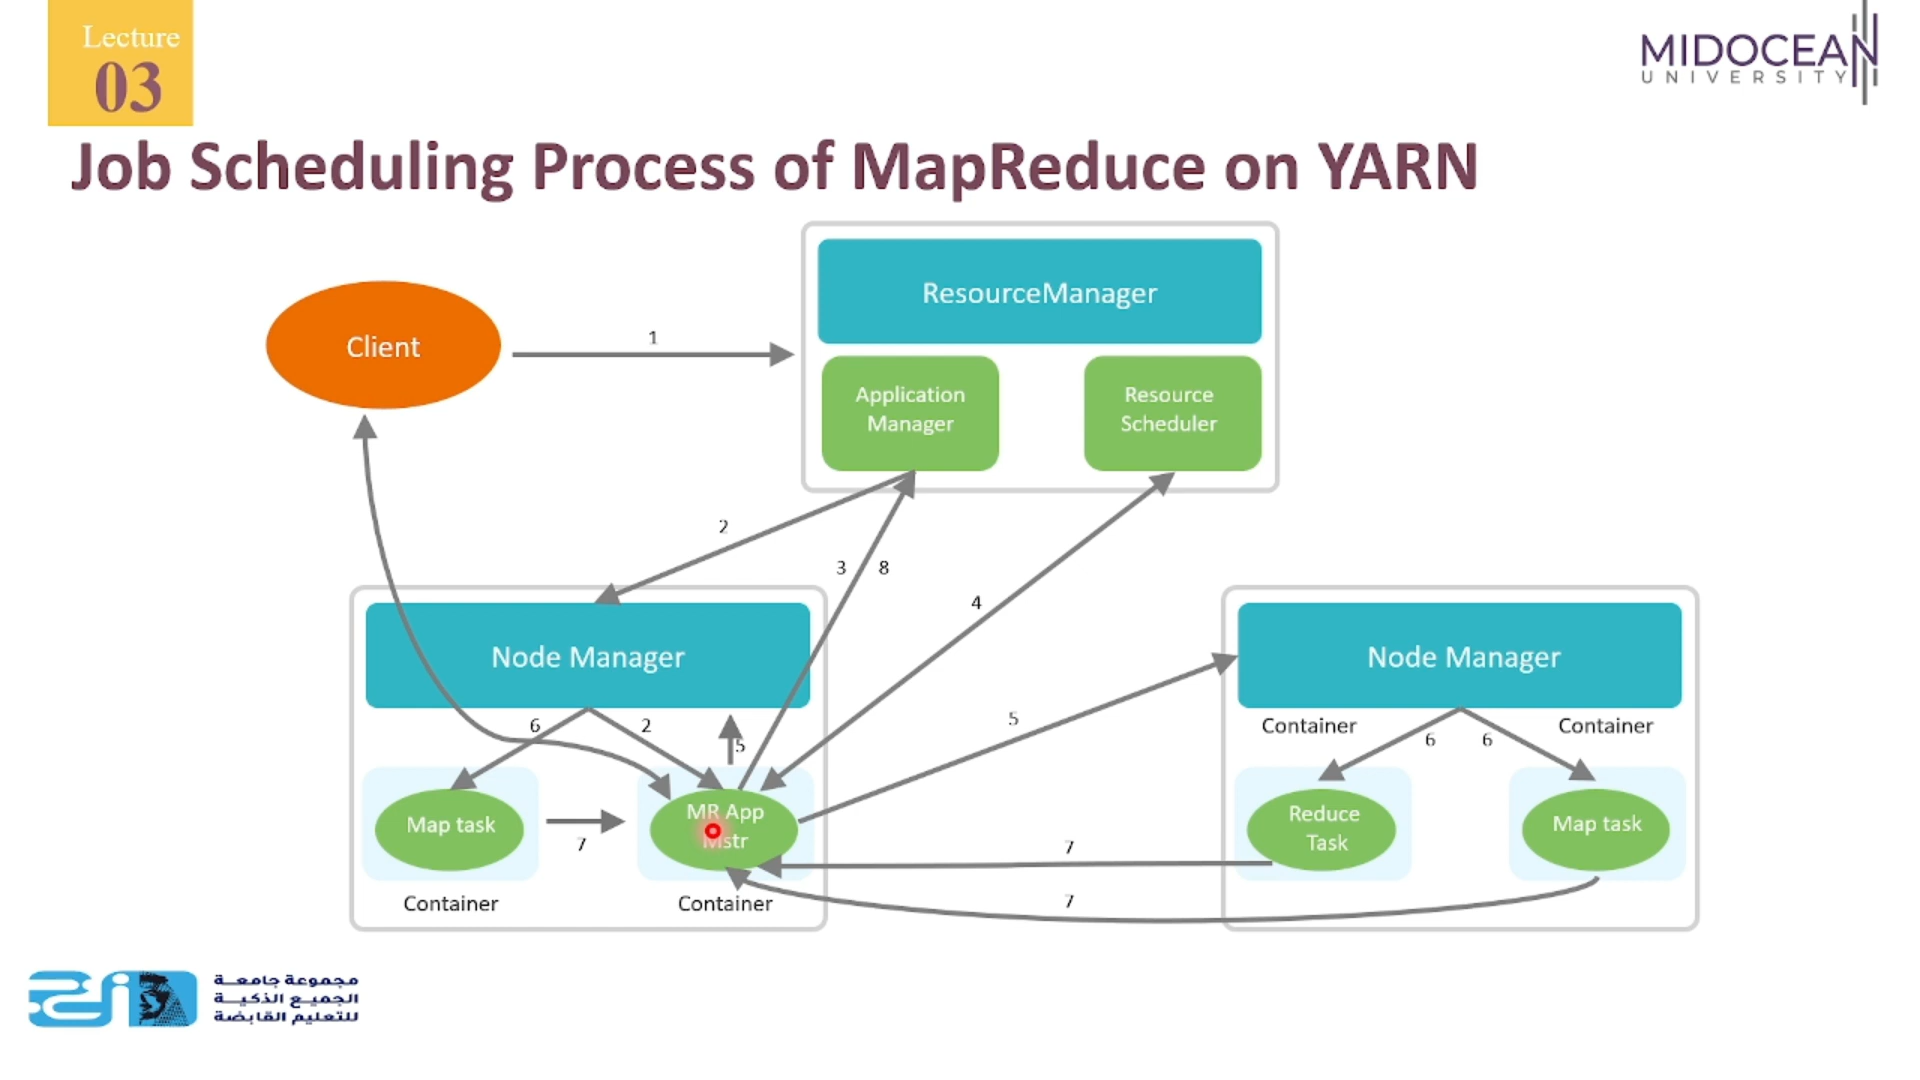 Lecture
03
MIDOCEAN
UNIVERSITY
Job Scheduling Process of MapReduce on YARN
ResourceManager
Client
1
Application
Manager
Resource
Scheduler
2
3
8
4
Node Manager
Node Manager
5
6
2
5
Container
Container
6
6
Map task
7
MR App
Mstr
Reduce
Task
Map task
7
7
Container
Container
مجموعة جامعة
الجميع الذكية
للتعليم القابضة